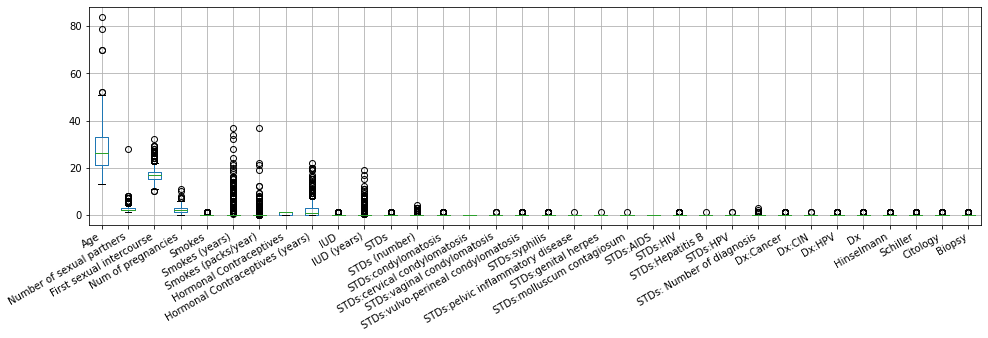 80
60
40
20
0
Age
Number of sexual partners
First sexual intercourse
Num of pregnancies
Smokes
Smokes (years)
Smokes (packs/year)
Hormonal Contraceptives
Hormonal Contraceptives (years)
IUD
IUD (years)
STDs
STDs (number)
STDs:condylomatosis
STDs:cervical condylomatosis
STDs:vaginal condylomatosis
STDs:vulvo-perineal condylomatosis
STDs:syphilis
STDs:pelvic inflammatory disease
STDs:genital herpes
STDs:molluscum contagiosum
STDs:AIDS
STDs:HIV
STDs:Hepatitis B
STDs:HPV
STDs: Number of diagnosis
Dx:Cancer
Dx:CIN
Dx:HPV
Dx
Hinselmann
Schiller
Citology
Biopsy